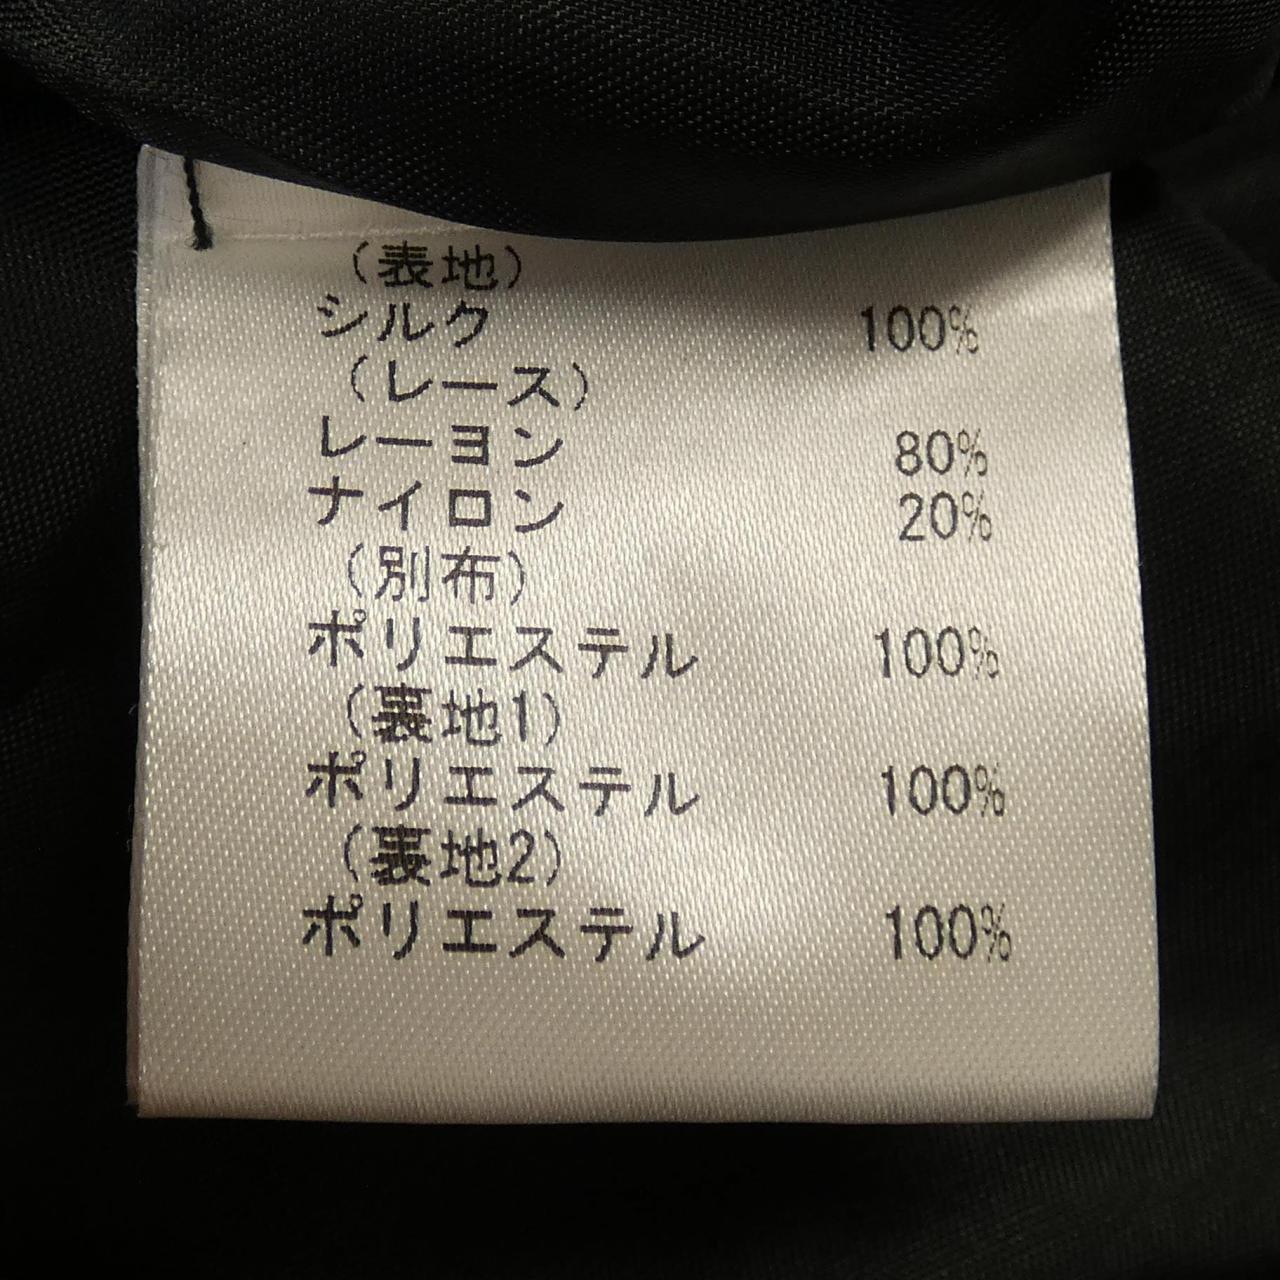 (表地)
シルク 100%
(レース)
レーヨン 80%
ナイロン 20%
(別布)
ポリエステル 100%
(裏地1)
ポリエステル 100%
(裏地2)
ポリエステル 100%